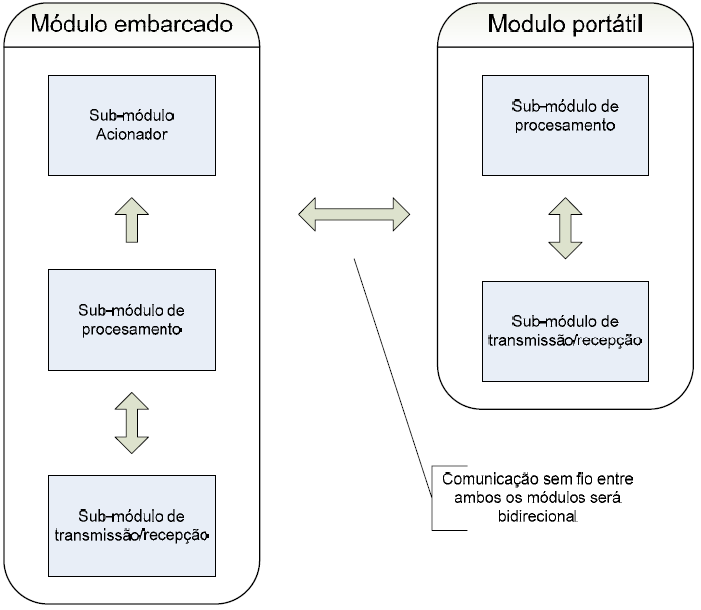 Módulo embarcado
Sub-módulo
Acionador
Sub-módulo de
procesamento
Sub-módulo de
transmissão/recepção
Modulo portátil
Sub-módulo de
procesamento
Sub-módulo de
transmissão/recepção
Comunicação sem fio entre
ambos os módulos será
bidirecional